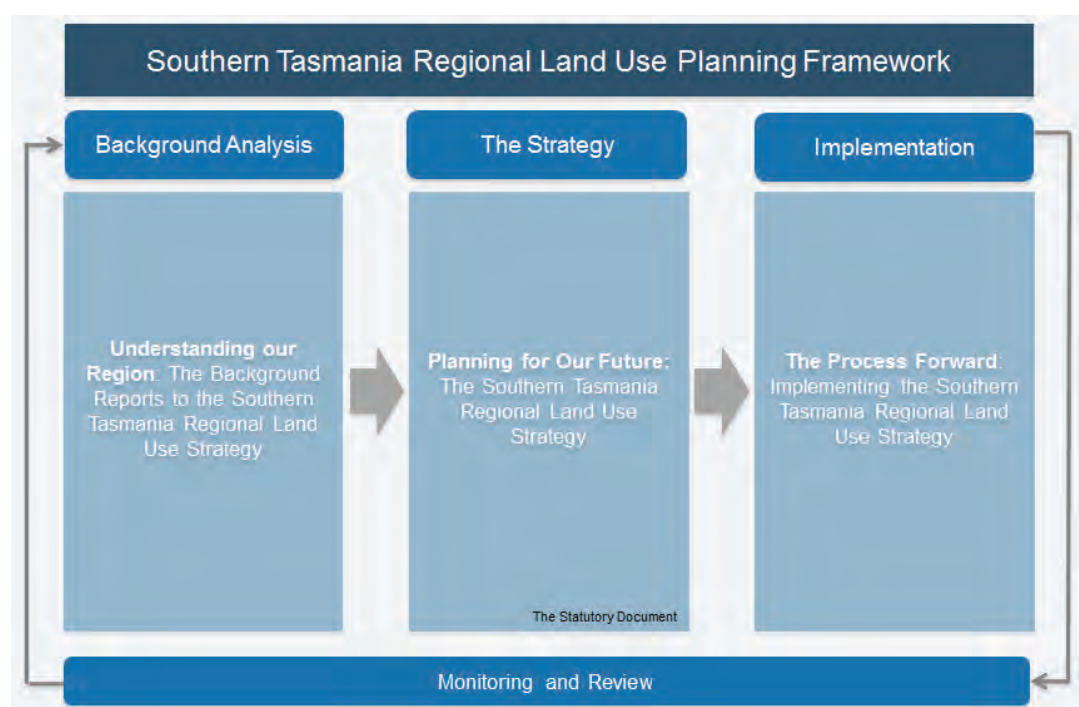 Southern Tasmania Regional Land Use Planning Framework
Background Analysis
The Strategy
Implementation
Understanding our
Region: The Background
Reports to the Southern
Tasmania Regional Land
Use Strategy
Planning for Our Future:
The Southern Tasmania
Regional Land Use
Strategy
The Statutory Document
The Process Forward:
Implementing the Southern
Tasmania Regional Land
Use Strategy
Monitoring and Review